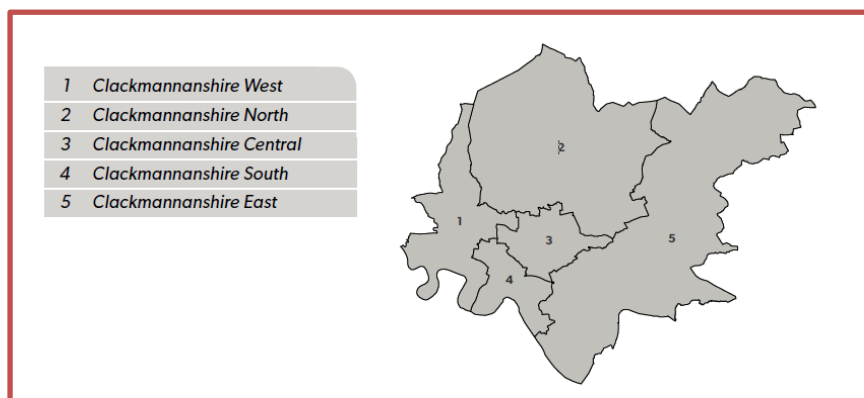 1 Clackmannanshire West
2 Clackmannanshire North
3 Clackmannanshire Central
4 Clackmannanshire South
5 Clackmannanshire East
2
1
3
5
4